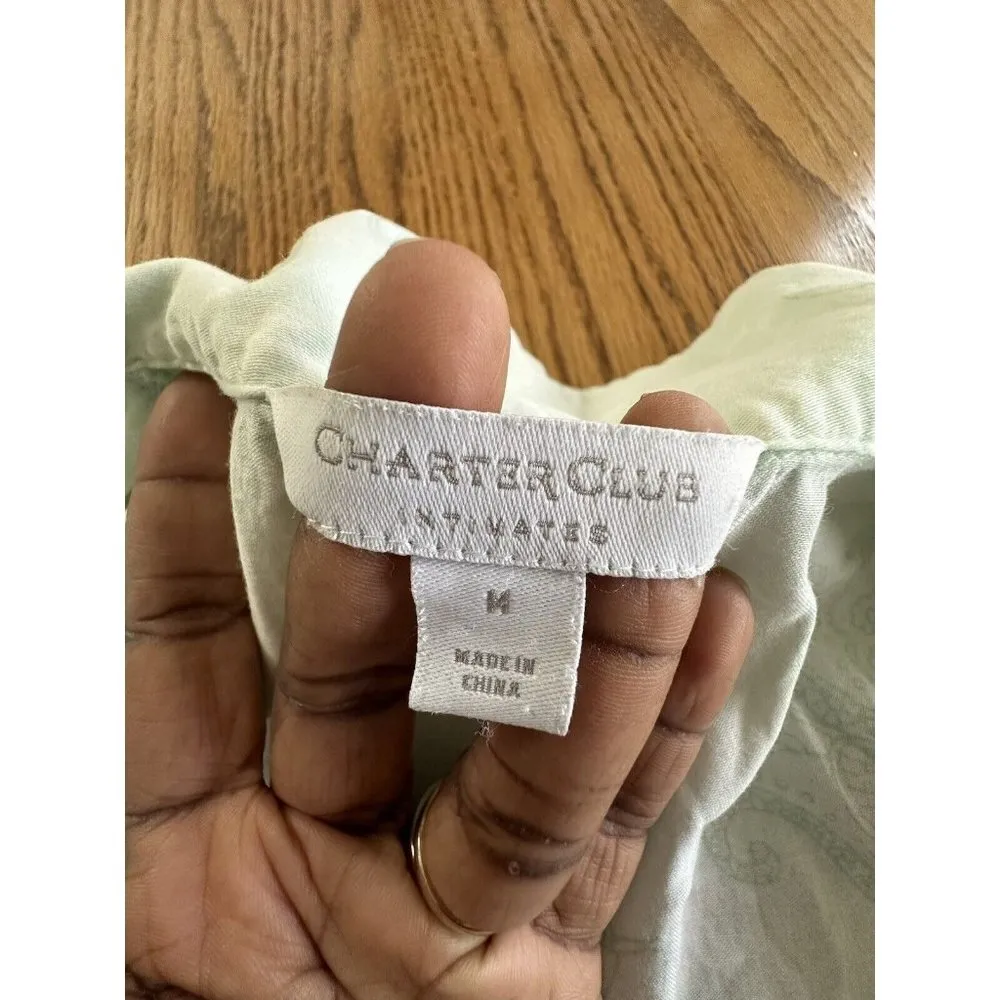 CHARTER CLUB
INTIMATES
M
MADE IN
CHINA